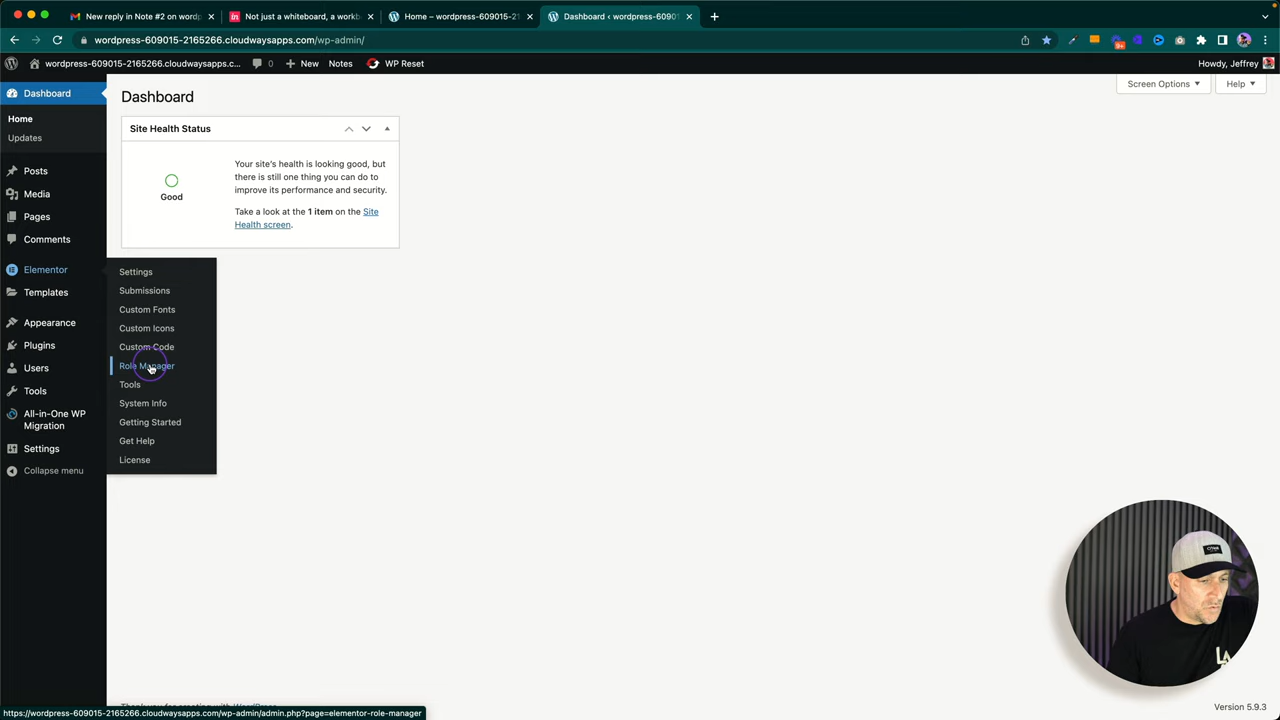 New reply in Note #2 on wordp
Not just a whiteboard, a workb
Home – wordpress-609015-21
Dashboard ‹ wordpress-60901
wordpress-609015-2165266.cloudwaysapps.com/wp-admin/
wordpress-609015-2165266.cloudwaysapps.c...
0
New
Notes
WP Reset
Howdy, Jeffrey
Dashboard
Home
Updates
Posts
Media
Pages
Comments
Elementor
Templates
Appearance
Plugins
Users
Tools
All-in-One WP
Migration
Settings
Collapse menu
Settings
Submissions
Custom Fonts
Custom Icons
Custom Code
Role Manager
Tools
System Info
Getting Started
Get Help
License
Dashboard
Screen Options
Help
Site Health Status
Good
Your site's health is looking good, but
there is still one thing you can do to
improve its performance and security.
Take a look at the 1 item on the Site
Health screen.
https://wordpress-609015-2165266.cloudwaysapps.com/wp-admin/admin.php?page=elementor-role-manager
Version 5.9.3